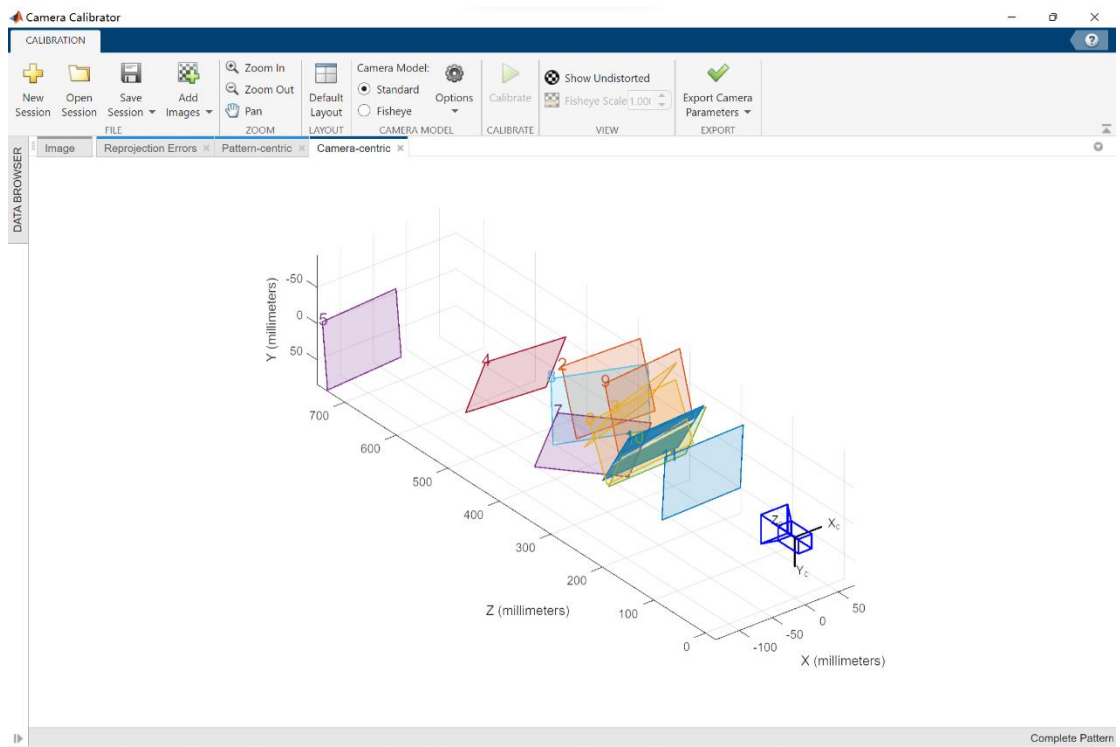 Camera Calibrator
CALIBRATION
?
New Session
Open Session
Save Session
Add Images
FILE
Zoom In
Zoom Out
Pan
ZOOM
Default Layout
LAYOUT
Camera Model:
Standard
Fisheye
Options
CAMERA MODEL
Calibrate
CALIBRATE
Show Undistorted
Fisheye Scale 1.00
VIEW
Export Camera Parameters
EXPORT
DATA BROWSER
Image
Reprojection Errors
Pattern-centric
Camera-centric
Y (millimeters)
-50
0
50
700
600
500
400
300
200
100
0
Z (millimeters)
-100
-50
0
50
X (millimeters)
5
4
2
9
7
10
11
Xc
Yc
Complete Pattern